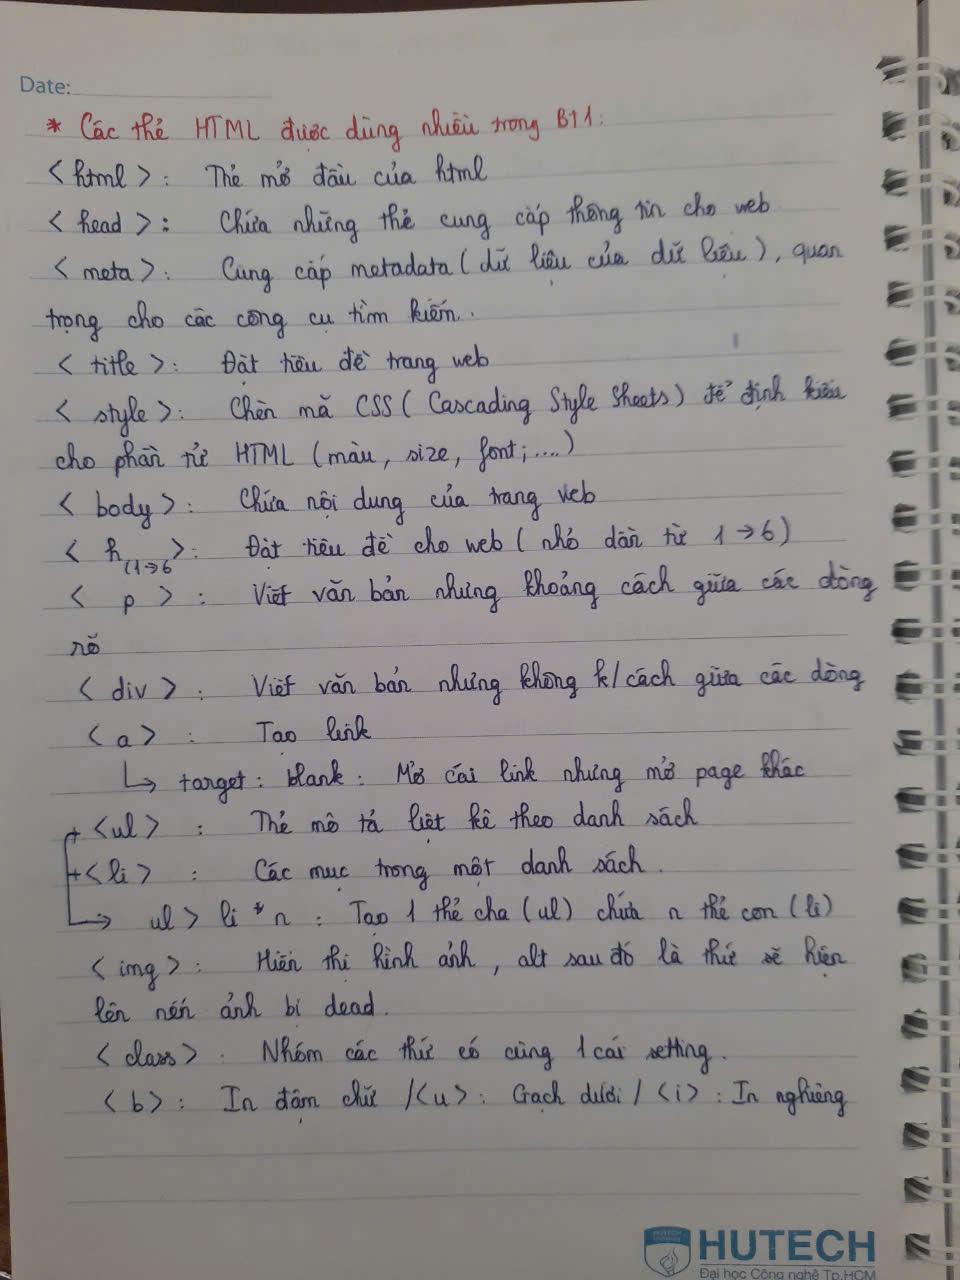 Date:
* Các thẻ HTML được dùng nhiều trong BT1:
<html>: Thẻ mở đầu của html
<head>: Chứa những thẻ cung cấp thông tin cho web
<meta>: Cung cấp metadata (dữ liệu của dữ liệu), quan
trọng cho các công cụ tìm kiếm.
<title>: Đặt tiêu đề trang web
<style>: Chèn mã CSS (Cascading Style Sheets) để định kiểu
cho phần tử HTML (màu, size, font,....)
<body>: Chứa nội dung của trang web
<h(1→6>: Đặt tiêu đề cho web (nhỏ dần từ 1→6)
<p>: Viết văn bản nhưng khoảng cách giữa các dòng
rõ
<div>: Viết văn bản nhưng không k/cách giữa các dòng
<a>: Tạo link
↳ target: blank: Mở cái link nhưng mở page khác
+ <ul>: Thẻ mô tả liệt kê theo danh sách
+ <li>: Các mục trong một danh sách.
→ ul > li * n: Tạo 1 thẻ cha (ul) chứa n thẻ con (li)
<img>: Hiển thị hình ảnh, alt sau đó là thứ sẽ hiện
lên nếu ảnh bị dead.
<class>: Nhóm các thứ có cùng 1 cái setting.
<b>: In đậm chữ /<u>: Gạch dưới / <i>: In nghiêng
HUTECH
Đại học Công nghệ Tp.HCM